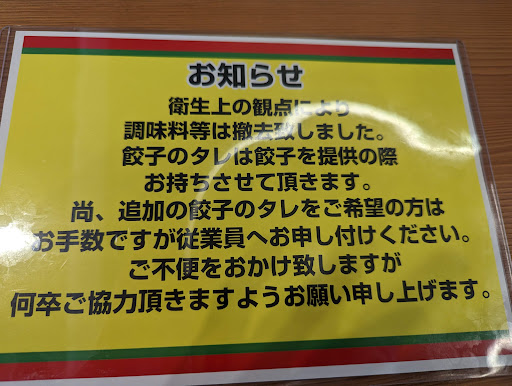 お知らせ
衛生上の観点により
調味料等は撤去致しました。
餃子のタレは餃子を提供の際
お持ちさせて頂きます。
尚、追加の餃子のタレをご希望の方は
お手数ですが従業員へお申し付けください。
ご不便をおかけ致しますが
何卒ご協力頂きますようお願い申し上げます。